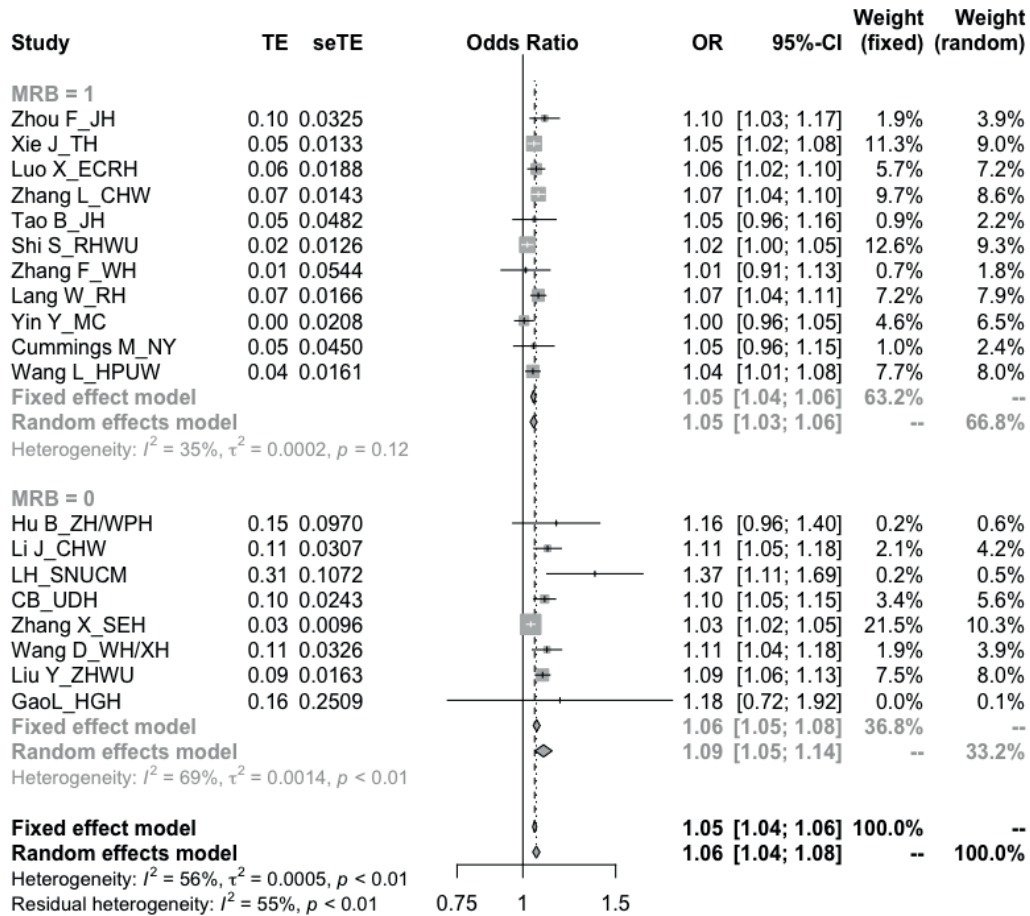 Weight Weight
Study TE seTE Odds Ratio OR 95%-CI (fixed) (random)
MRB = 1
Zhou F_JH 0.10 0.0325 1.10 [1.03; 1.17] 1.9% 3.9%
Xie J_TH 0.05 0.0133 1.05 [1.02; 1.08] 11.3% 9.0%
Luo X_ECRH 0.06 0.0188 1.06 [1.02; 1.10] 5.7% 7.2%
Zhang L_CHW 0.07 0.0143 1.07 [1.04; 1.10] 9.7% 8.6%
Tao B_JH 0.05 0.0482 1.05 [0.96; 1.16] 0.9% 2.2%
Shi S_RHWU 0.02 0.0126 1.02 [1.00; 1.05] 12.6% 9.3%
Zhang F_WH 0.01 0.0544 1.01 [0.91; 1.13] 0.7% 1.8%
Lang W_RH 0.07 0.0166 1.07 [1.04; 1.11] 7.2% 7.9%
Yin Y_MC 0.00 0.0208 1.00 [0.96; 1.05] 4.6% 6.5%
Cummings M_NY 0.05 0.0450 1.05 [0.96; 1.15] 1.0% 2.4%
Wang L_HPUW 0.04 0.0161 1.04 [1.01; 1.08] 7.7% 8.0%
Fixed effect model 1.05 [1.04; 1.06] 63.2% --
Random effects model 1.05 [1.03; 1.06] -- 66.8%
Heterogeneity: I² = 35%, τ² = 0.0002, p = 0.12
MRB = 0
Hu B_ZH/WPH 0.15 0.0970 1.16 [0.96; 1.40] 0.2% 0.6%
Li J_CHW 0.11 0.0307 1.11 [1.05; 1.18] 2.1% 4.2%
LH_SNUCM 0.31 0.1072 1.37 [1.11; 1.69] 0.2% 0.5%
CB_UDH 0.10 0.0243 1.10 [1.05; 1.15] 3.4% 5.6%
Zhang X_SEH 0.03 0.0096 1.03 [1.02; 1.05] 21.5% 10.3%
Wang D_WH/XH 0.11 0.0326 1.11 [1.04; 1.18] 1.9% 3.9%
Liu Y_ZHWU 0.09 0.0163 1.09 [1.06; 1.13] 7.5% 8.0%
GaoL_HGH 0.16 0.2509 1.18 [0.72; 1.92] 0.0% 0.1%
Fixed effect model 1.06 [1.05; 1.08] 36.8% --
Random effects model 1.09 [1.05; 1.14] -- 33.2%
Heterogeneity: I² = 69%, τ² = 0.0014, p < 0.01
Fixed effect model 1.05 [1.04; 1.06] 100.0% --
Random effects model 1.06 [1.04; 1.08] -- 100.0%
Heterogeneity: I² = 56%, τ² = 0.0005, p < 0.01
Residual heterogeneity: I² = 55%, p < 0.01 0.75 1 1.5